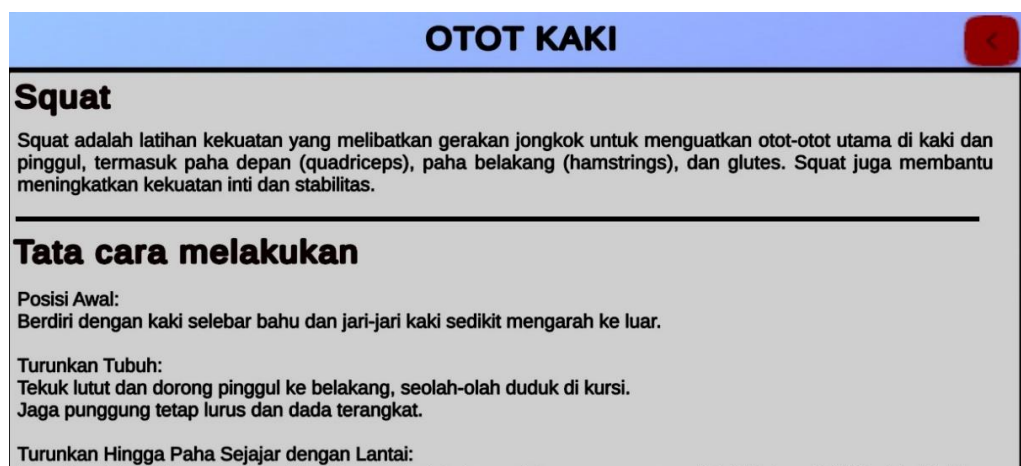 OTOT KAKI
Squat
Squat adalah latihan kekuatan yang melibatkan gerakan jongkok untuk menguatkan otot-otot utama di kaki dan
pinggul, termasuk paha depan (quadriceps), paha belakang (hamstrings), dan glutes. Squat juga membantu
meningkatkan kekuatan inti dan stabilitas.
Tata cara melakukan
Posisi Awal:
Berdiri dengan kaki selebar bahu dan jari-jari kaki sedikit mengarah ke luar.
Turunkan Tubuh:
Tekuk lutut dan dorong pinggul ke belakang, seolah-olah duduk di kursi.
Jaga punggung tetap lurus dan dada terangkat.
Turunkan Hingga Paha Sejajar dengan Lantai: